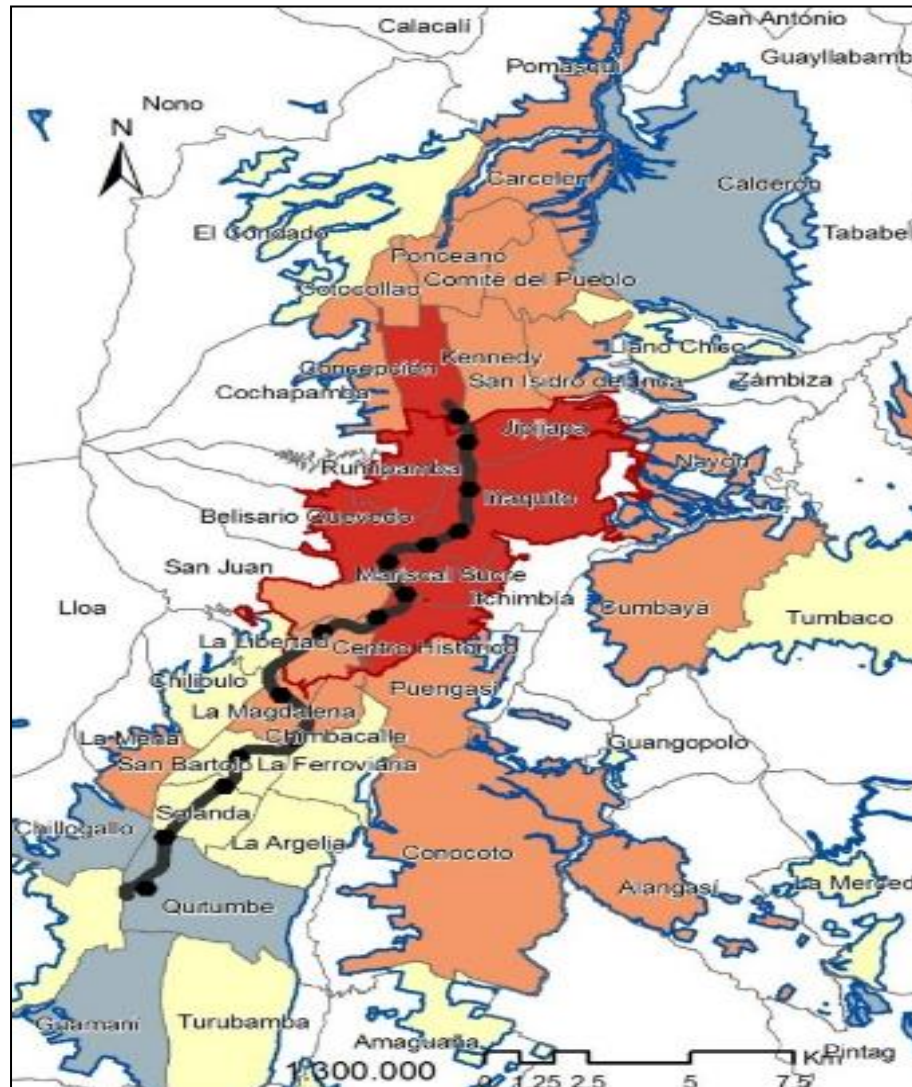 San Antonio
Calacalí
Guayllabamb
Pomasqui
Nono
N
Carcelén
Calderón
El Condado
Tababel
Ponceano
Comité del Pueblo
Cotocollao
Llano Chico
Kennedy
Concepción
San Isidro del Inca
Zámbiza
Cochapamba
Jipijapa
Nayón
Rumipamba
Iñaquito
Belisario Quevedo
San Juan
Mariscal Sucre
Itchimbía
Lloa
Cumbayá
Tumbaco
La Libertad
Centro Histórico
Chilibulo
Puengasí
La Magdalena
La Mena
Chimbacalle
Guangopolo
San Bartolo
La Ferroviaria
Solanda
Chillogallo
La Argelia
Conocoto
Alangasí
La Merced
Quitumbe
Guamaní
Turubamba
Amaguaña
Pintag
1:300.000
Km
0 1.25 2.5 5 7.5